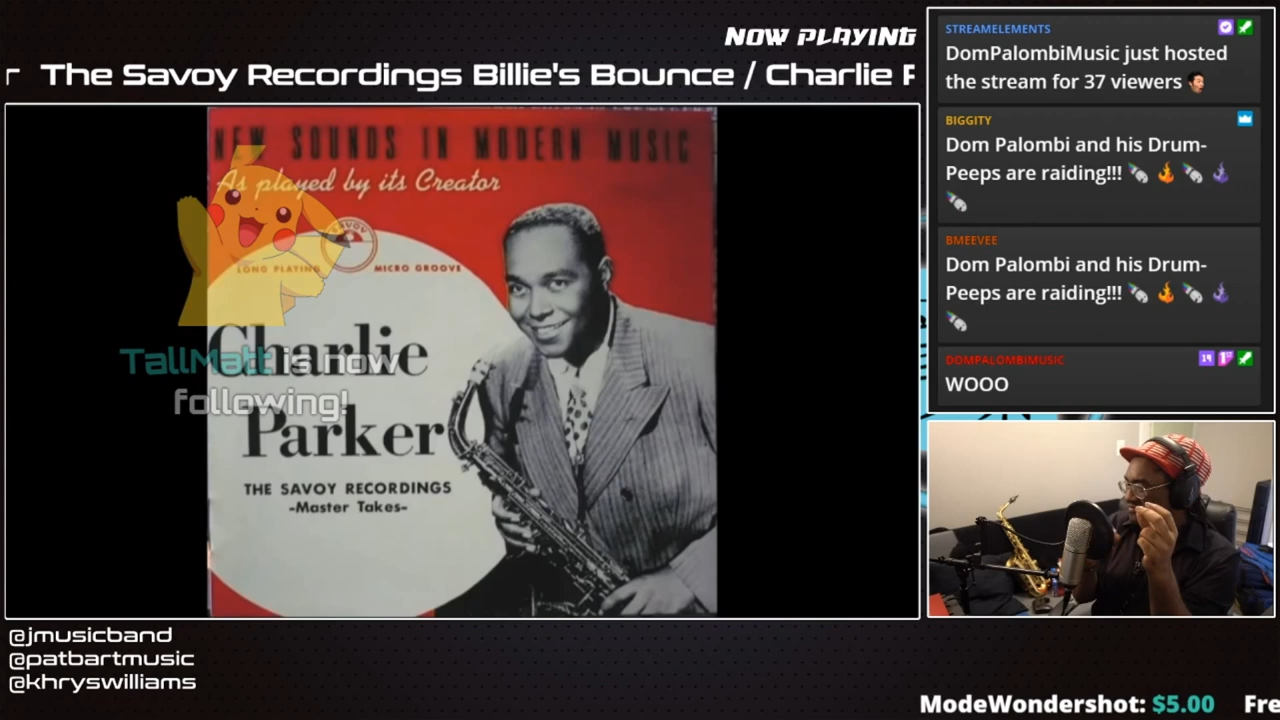 NOW PLAYING
The Savoy Recordings Billie's Bounce / Charlie
NEW SOUNDS IN MODERN MUSIC
As played by its Creator
SAVOY
LONG PLAYING MICRO GROOVE
Charlie
Parker
THE SAVOY RECORDINGS
-Master Takes-
TallMatt is now
following!
STREAMELEMENTS
DomPalombiMusic just hosted
the stream for 37 viewers
BIGGITY
Dom Palombi and his Drum-
Peeps are raiding!!!
BMEEVEE
Dom Palombi and his Drum-
Peeps are raiding!!!
DOMPALOMBIMUSIC
WOOO
@jmusicband
@patbartmusic
@khryswilliams
ModeWondershot: $5.00 Fre